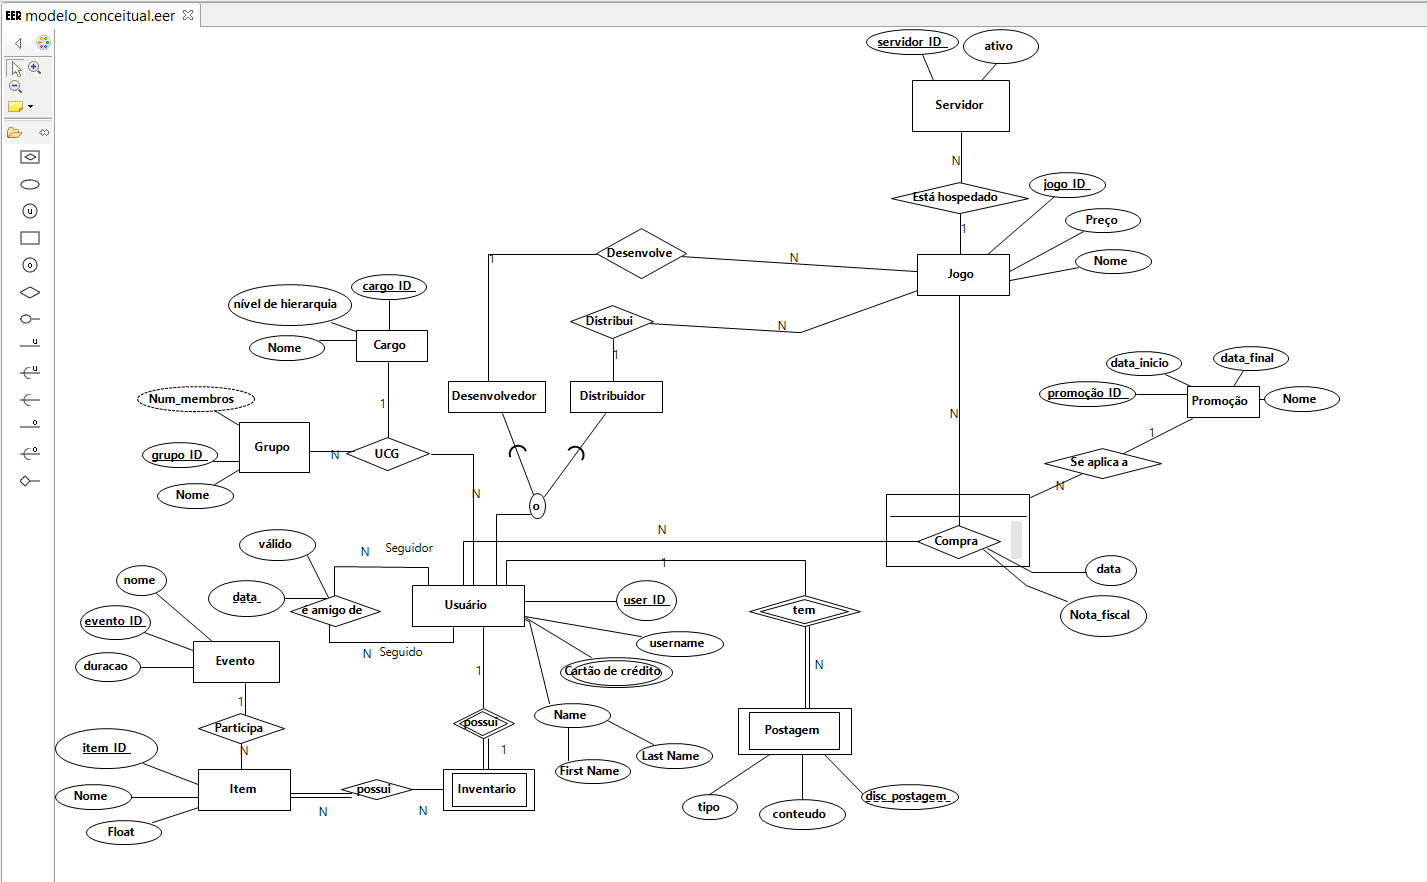 EER modelo_conceitual.eer
servidor_ID
ativo
Servidor
N
Está hospedado
jogo_ID
1
Preço
Desenvolve
1
N
Nome
Jogo
cargo_ID
nível de hierarquia
Distribui
N
Cargo
Nome
1
data_inicio
data_final
Desenvolvedor
Distribuidor
promoção_ID
Promoção
Nome
Num_membros
1
N
1
Grupo
grupo_ID
N
UCG
Se aplica a
N
Nome
N
o
N
válido
N
Seguidor
Compra
1
data
nome
data
é amigo de
Usuário
user_ID
tem
Nota_fiscal
evento_ID
username
N
Seguido
Evento
duracao
1
Cartão de crédito
N
1
Name
possui
Participa
Postagem
item_ID
N
1
Last Name
First Name
Item
possui
Inventario
Nome
N
N
tipo
disc_postagem
conteudo
Float